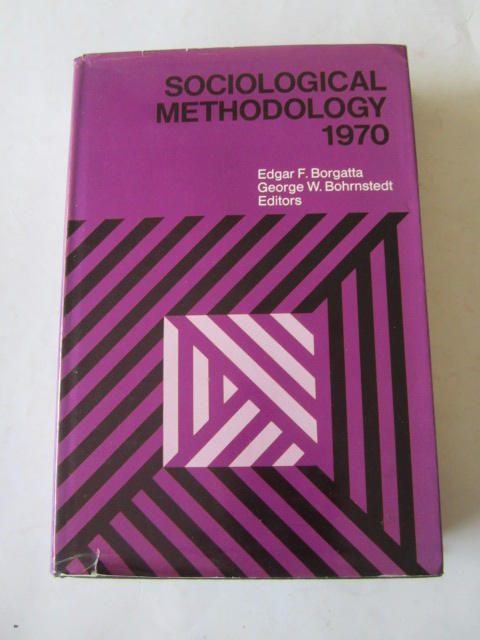 SOCIOLOGICAL
METHODOLOGY
1970
Edgar F. Borgatta
George W. Bohrnstedt
Editors